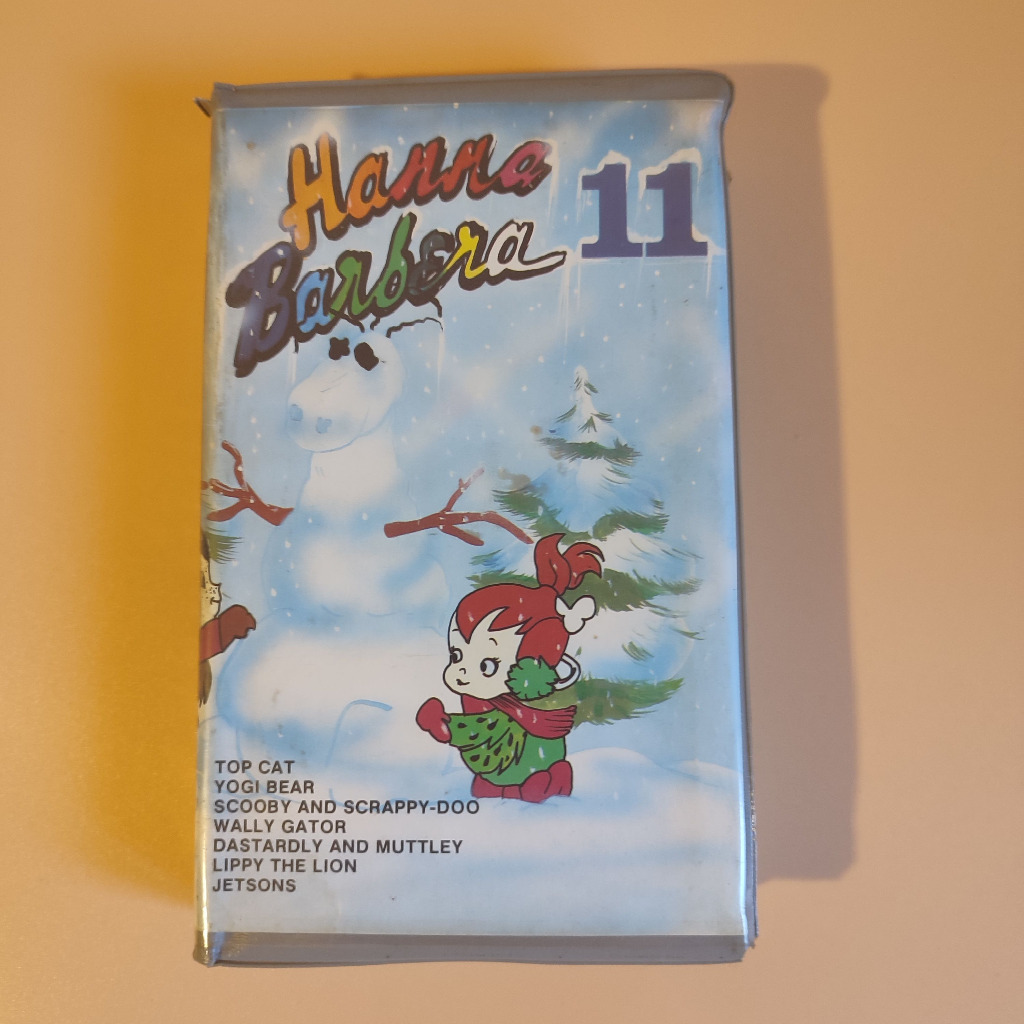 Hanna
Barbera
11
TOP CAT
YOGI BEAR
SCOOBY AND SCRAPPY-DOO
WALLY GATOR
DASTARDLY AND MUTTLEY
LIPPY THE LION
JETSONS